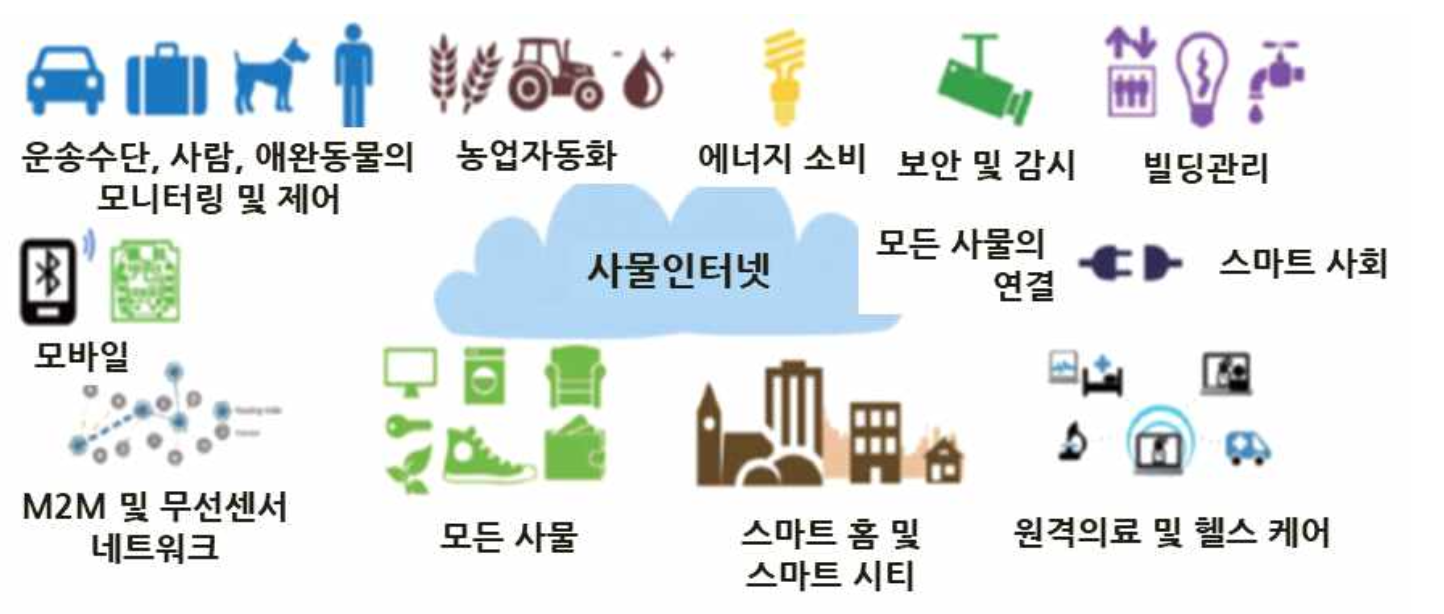 운송수단, 사람, 애완동물의
모니터링 및 제어
농업자동화
에너지 소비
보안 및 감시
빌딩관리
사물인터넷
모든 사물의
연결
스마트 사회
모바일
M2M 및 무선센서
네트워크
모든 사물
스마트 홈 및
스마트 시티
원격의료 및 헬스 케어